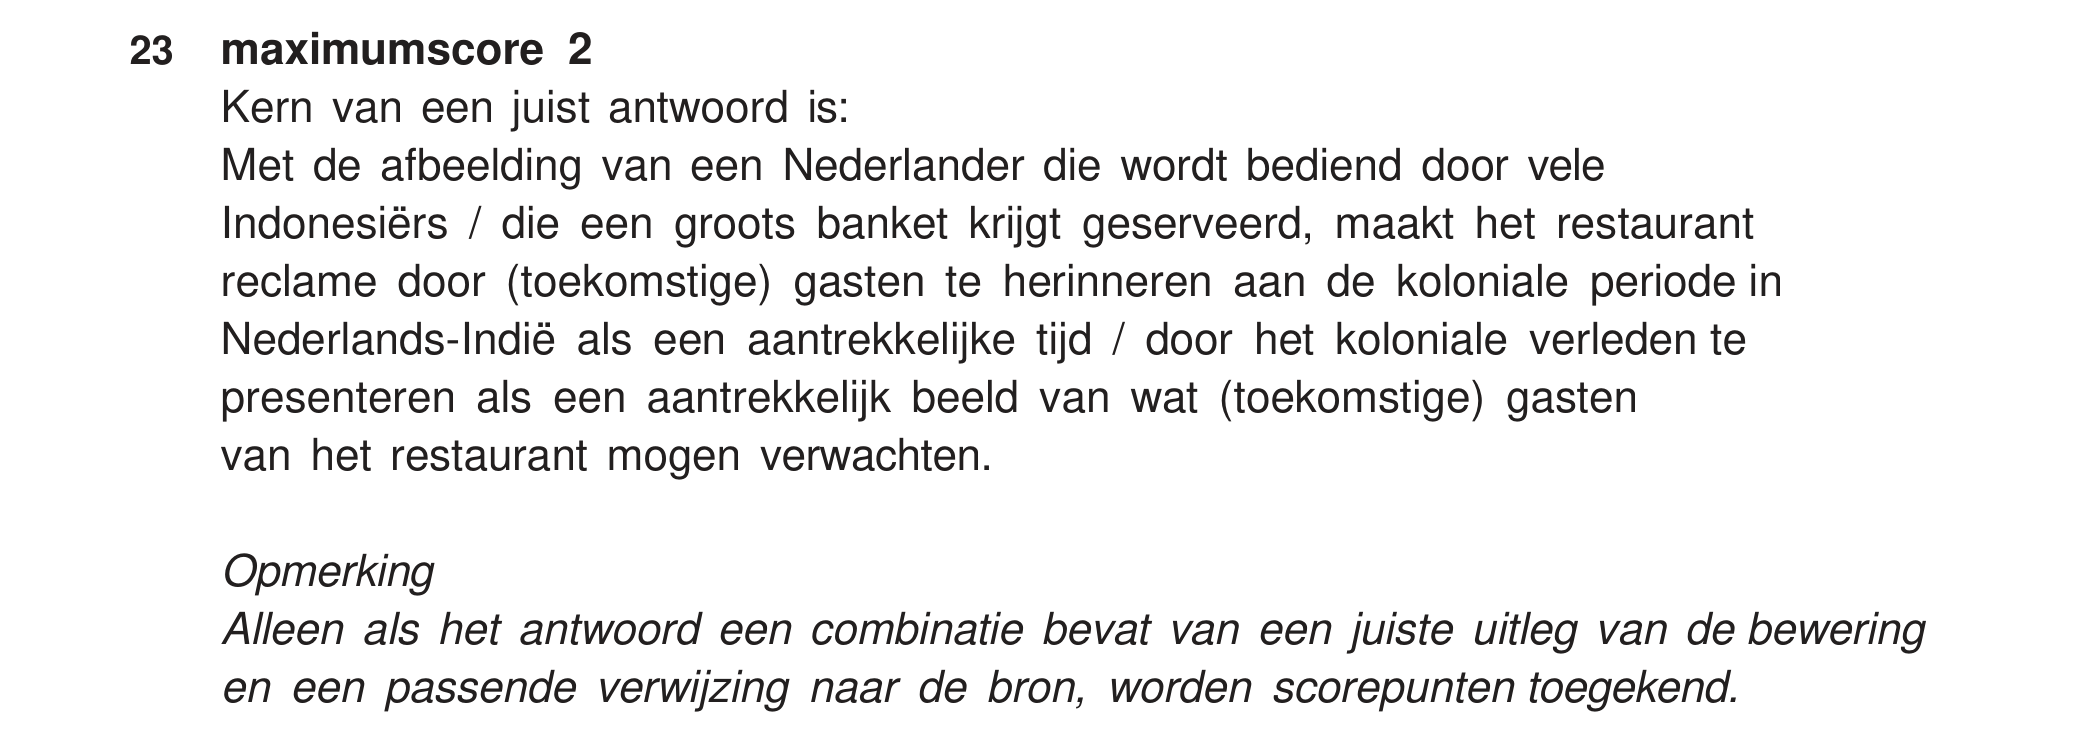 23 maximumscore 2
Kern van een juist antwoord is:
Met de afbeelding van een Nederlander die wordt bediend door vele
Indonesiërs / die een groots banket krijgt geserveerd, maakt het restaurant
reclame door (toekomstige) gasten te herinneren aan de koloniale periode in
Nederlands-Indië als een aantrekkelijke tijd / door het koloniale verleden te
presenteren als een aantrekkelijk beeld van wat (toekomstige) gasten
van het restaurant mogen verwachten.
Opmerking
Alleen als het antwoord een combinatie bevat van een juiste uitleg van de bewering
en een passende verwijzing naar de bron, worden scorepunten toegekend.